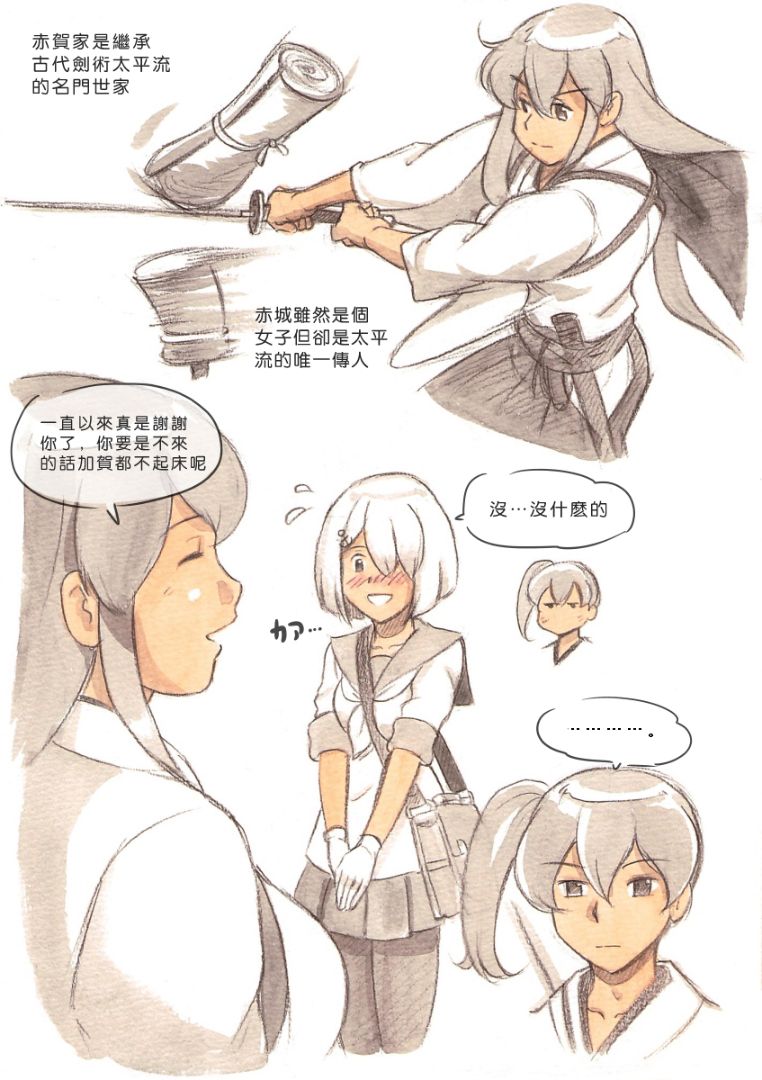 赤賀家是繼承
古代劍術太平流
的名門世家
赤城雖然是個
女子但卻是太平
流的唯一傳人
一直以來真是謝謝
你了，你要是不來
的話加賀都不起床呢
沒…沒什麼的
カァ…
‥………。